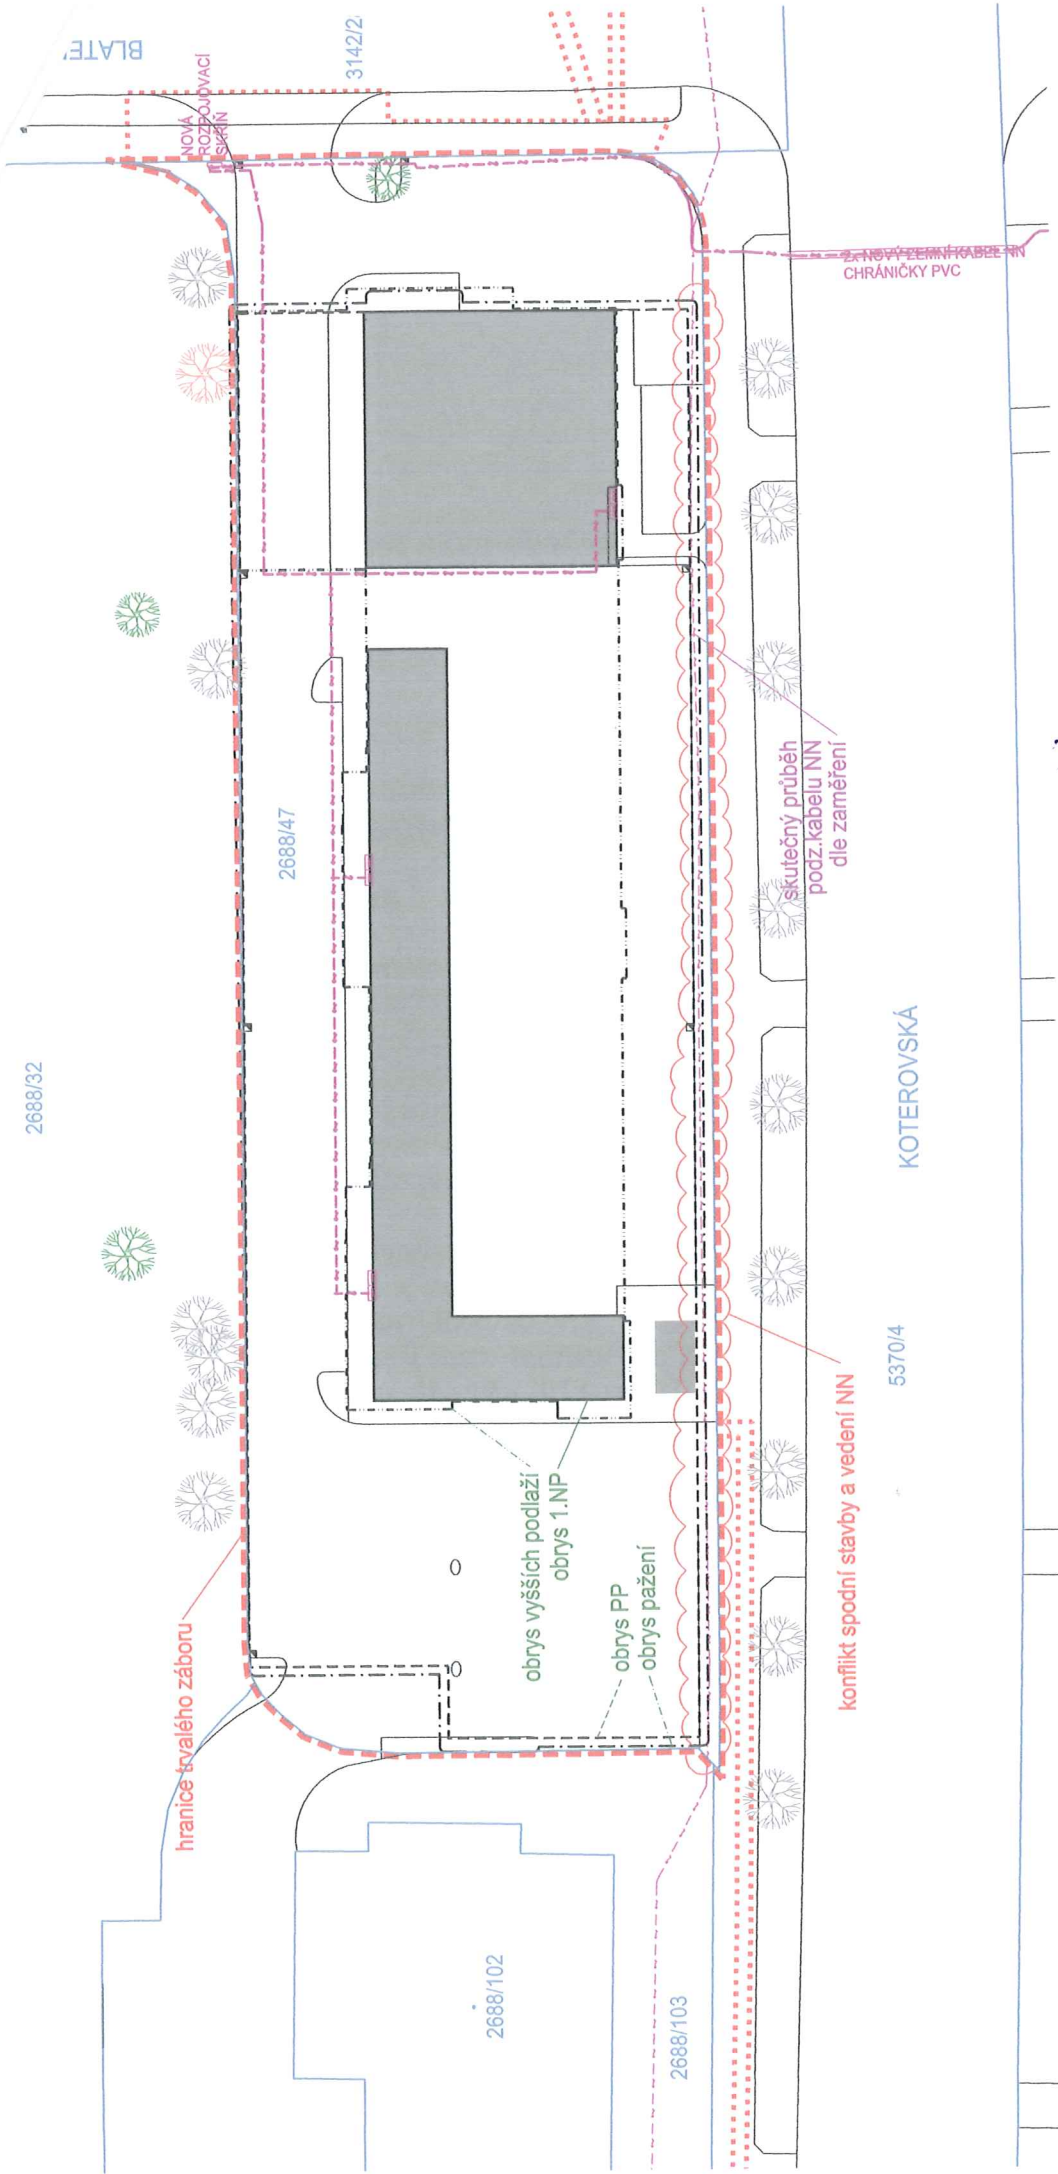 BLATE
3142/2
NOVÁ
ROZPOJOVACÍ
SKŘÍŇ
2x NOVÝ ZEMNÍ KABEL NN
CHRÁNIČKY PVC
2688/32
2688/47
skutečný průběh
podz.kabelu NN
dle zaměření
KOTEROVSKÁ
5370/4
konflikt spodní stavby a vedení NN
obrys vyšších podlaží
obrys 1.NP
obrys PP
obrys pažení
hranice trvalého záboru
2688/102
2688/103